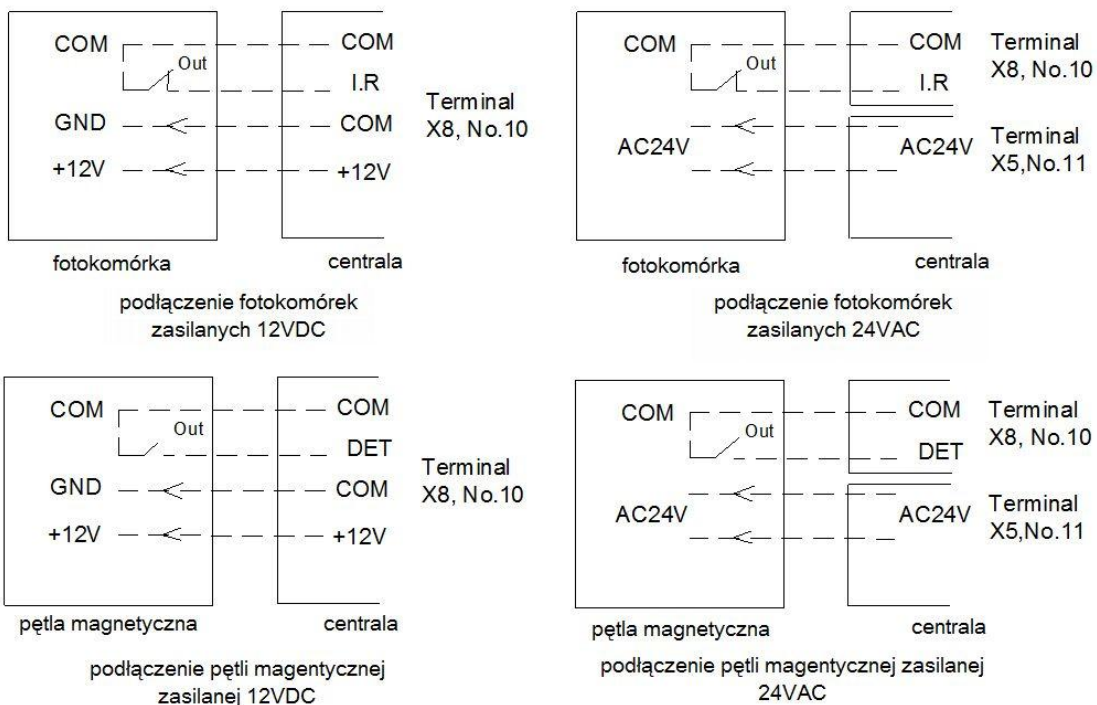 COM
Out
GND
+12V
COM
I.R
COM
+12V
Terminal
X8, No.10
fotokomórka
centrala
podłączenie fotokomórek
zasilanych 12VDC
COM
Out
AC24V
COM
I.R
AC24V
Terminal
X8, No.10
Terminal
X5,No.11
fotokomórka
centrala
podłączenie fotokomórek
zasilanych 24VAC
COM
Out
GND
+12V
COM
DET
COM
+12V
Terminal
X8, No.10
pętla magnetyczna
centrala
podłączenie pętli magentycznej
zasilanej 12VDC
COM
Out
AC24V
COM
DET
AC24V
Terminal
X8, No.10
Terminal
X5,No.11
pętla magnetyczna
centrala
podłączenie pętli magentycznej zasilanej
24VAC